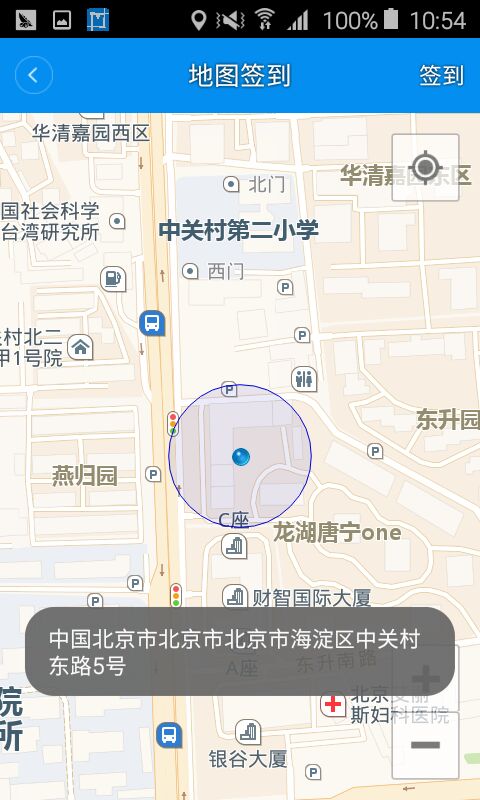 100% 10:54
地图签到 签到
华清嘉园西区
华清嘉园东区
北门
国社会科学
台湾研究所
中关村第二小学
西门
P
P
村北二
甲1号院
P
东升园
P
燕归园
P
C座
龙湖唐宁one
P
财智国际大厦
P
中国北京市北京市北京市海淀区中关村
东路5号
A座
东升南路
院
所
北京
斯妇科医院
银谷大厦
P